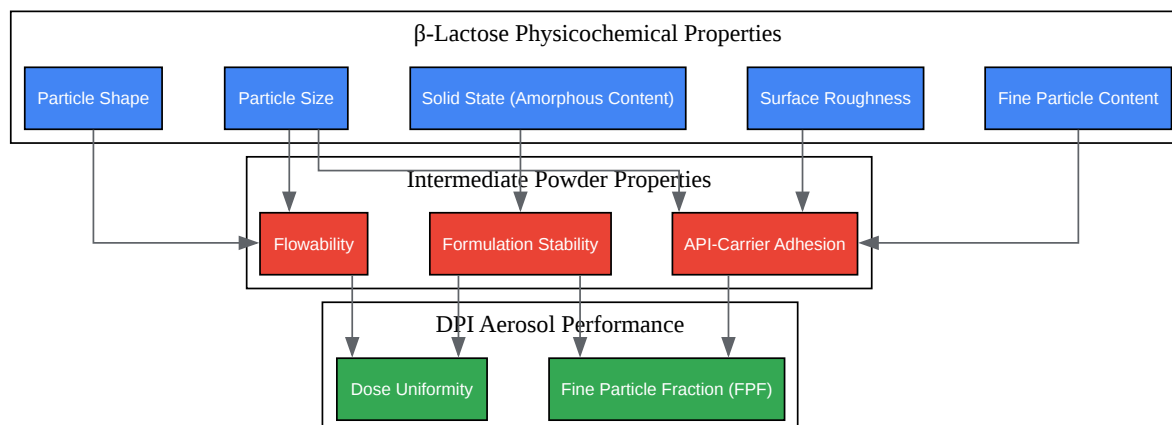 β-Lactose Physicochemical Properties
Particle Shape
Particle Size
Solid State (Amorphous Content)
Surface Roughness
Fine Particle Content
Intermediate Powder Properties
Flowability
Formulation Stability
API-Carrier Adhesion
DPI Aerosol Performance
Dose Uniformity
Fine Particle Fraction (FPF)